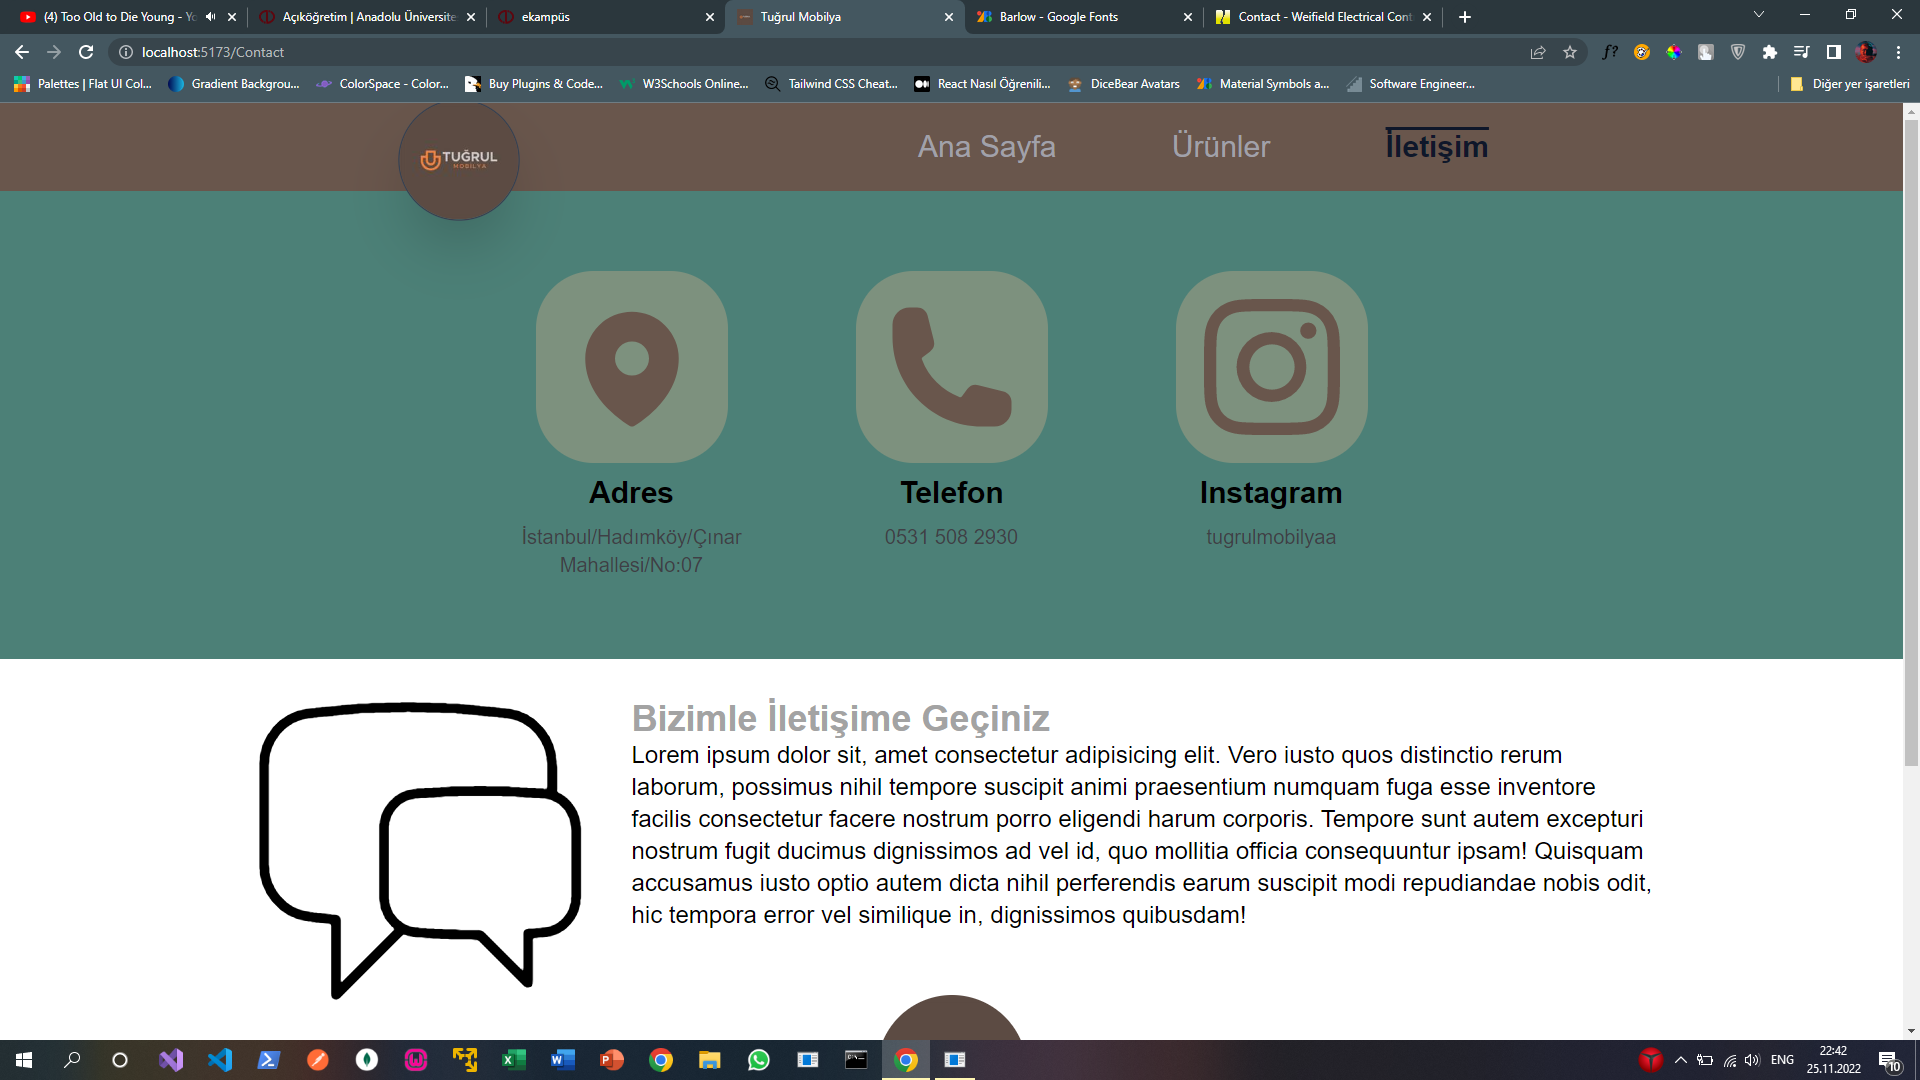 (4) Too Old to Die Young - Yo
Açıköğretim | Anadolu Üniversite
ekampüs
Tuğrul Mobilya
Barlow - Google Fonts
Contact - Weifield Electrical Cont
localhost:5173/Contact
f?
Palettes | Flat UI Col...
Gradient Backgrou...
ColorSpace - Color...
Buy Plugins & Code...
W3Schools Online...
Tailwind CSS Cheat...
React Nasıl Öğrenili...
DiceBear Avatars
Material Symbols a...
Software Engineer...
Diğer yer işaretleri
TUĞRUL
MOBİLYA
Ana Sayfa
Ürünler
İletişim
Adres
Telefon
Instagram
İstanbul/Hadımköy/Çınar
Mahallesi/No:07
0531 508 2930
tugrulmobilyaa
Bizimle İletişime Geçiniz
Lorem ipsum dolor sit, amet consectetur adipisicing elit. Vero iusto quos distinctio rerum
laborum, possimus nihil tempore suscipit animi praesentium numquam fuga esse inventore
facilis consectetur facere nostrum porro eligendi harum corporis. Tempore sunt autem excepturi
nostrum fugit ducimus dignissimos ad vel id, quo mollitia officia consequuntur ipsam! Quisquam
accusamus iusto optio autem dicta nihil perferendis earum suscipit modi repudiandae nobis odit,
hic tempora error vel similique in, dignissimos quibusdam!
ENG
22:42
25.11.2022
10